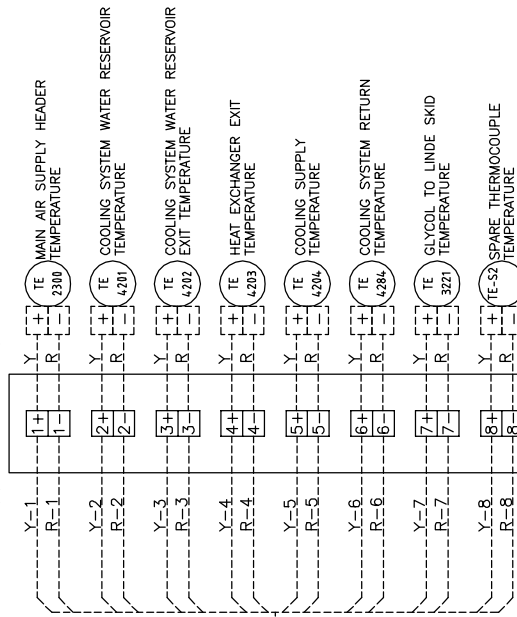 Y-1 1+ Y + TE MAIN AIR SUPPLY HEADER
R-1 1- R - 2300 TEMPERATURE
Y-2 2+ Y + TE COOLING SYSTEM WATER RESERVOIR
R-2 2- R - 4201 TEMPERATURE
Y-3 3+ Y + TE COOLING SYSTEM WATER RESERVOIR
R-3 3- R - 4202 EXIT TEMPERATURE
Y-4 4+ Y + TE HEAT EXCHANGER EXIT
R-4 4- R - 4203 TEMPERATURE
Y-5 5+ Y + TE COOLING SUPPLY
R-5 5- R - 4204 TEMPERATURE
Y-6 6+ Y + TE COOLING SYSTEM RETURN
R-6 6- R - 4284 TEMPERATURE
Y-7 7+ Y + TE GLYCOL TO LINDE SKID
R-7 7- R - 3221 TEMPERATURE
Y-8 8+ Y + TE-S2 SPARE THERMOCOUPLE
R-8 8- R - TEMPERATURE